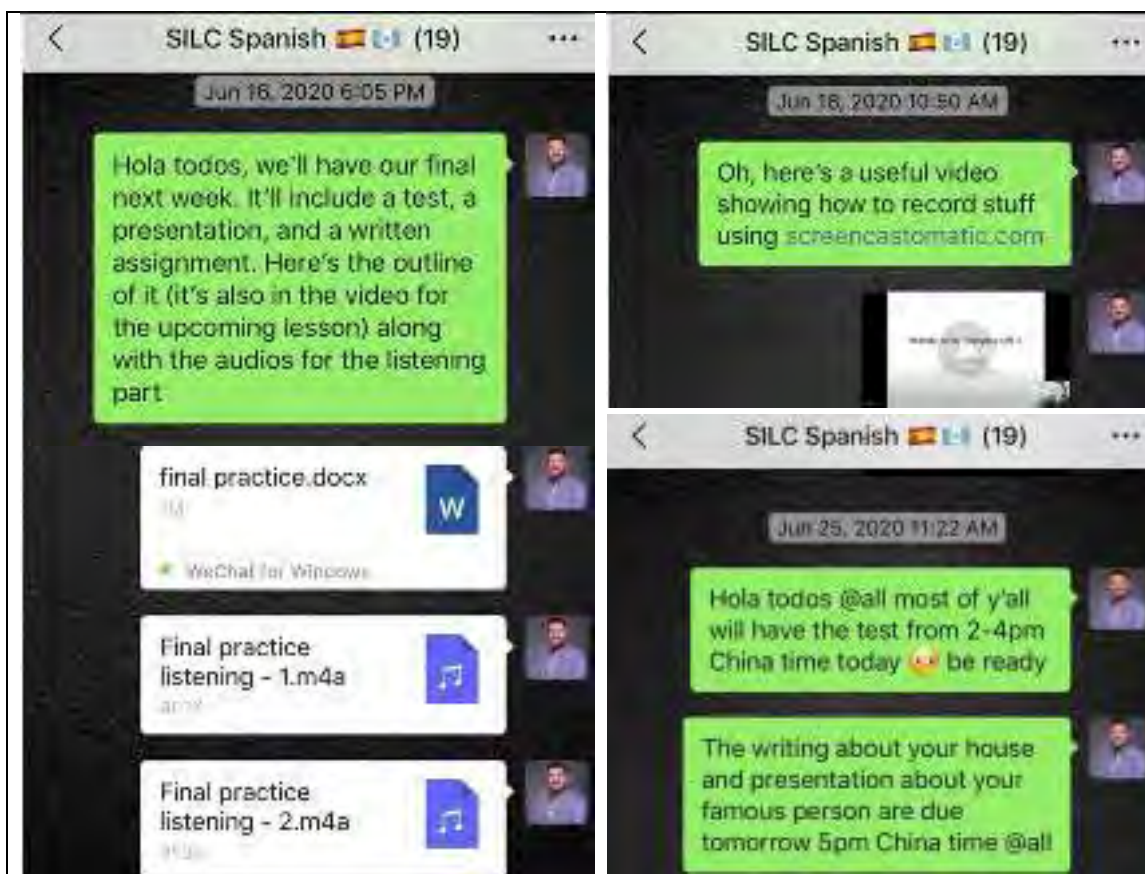 SILC Spanish 🇪🇸 🇬🇹 (19)
Jun 16, 2020 6:05 PM
Hola todos, we'll have our final
next week. It'll include a test, a
presentation, and a written
assignment. Here's the outline
of it (it's also in the video for
the upcoming lesson) along
with the audios for the listening
part
final practice.docx
W
WeChat for Windows
Final practice
listening - 1.m4a
Final practice
listening - 2.m4a
SILC Spanish 🇪🇸 🇬🇹 (19)
Jun 18, 2020 10:50 AM
Oh, here's a useful video
showing how to record stuff
using screencastomatic.com
SILC Spanish 🇪🇸 🇬🇹 (19)
Jun 25, 2020 11:22 AM
Hola todos @all most of y'all
will have the test from 2-4pm
China time today be ready
The writing about your house
and presentation about your
famous person are due
tomorrow 5pm China time @all